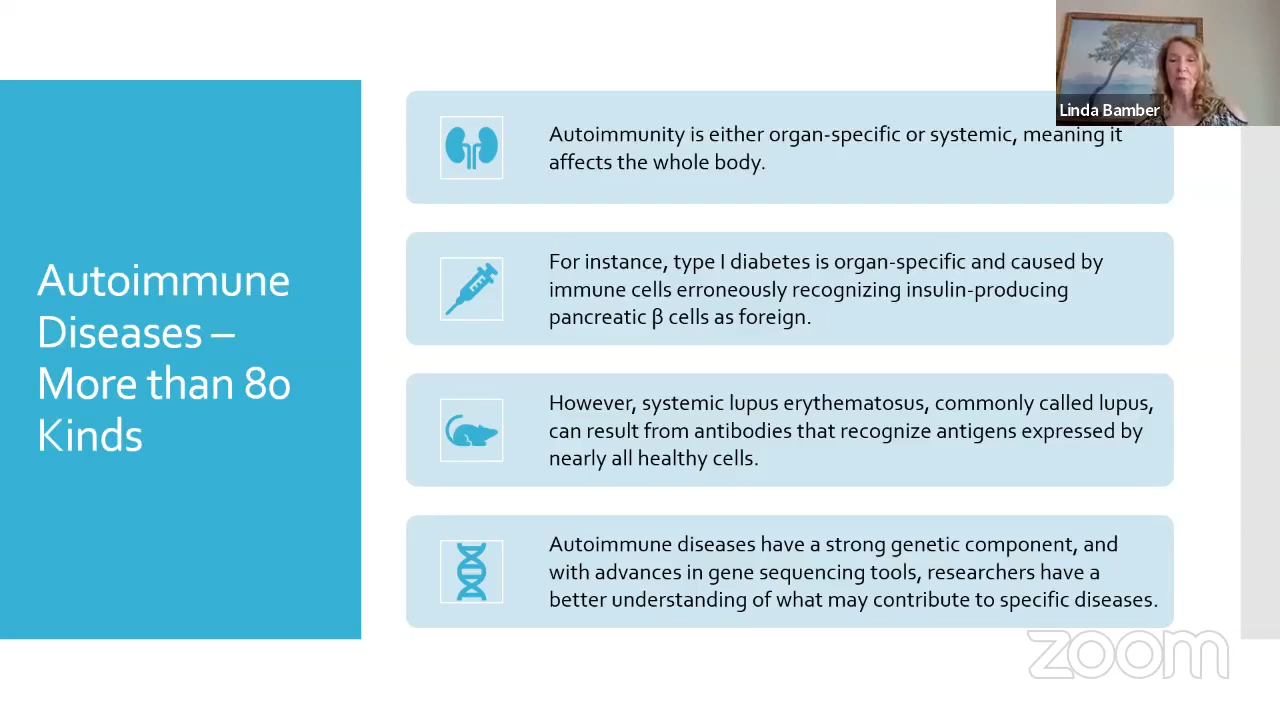 Linda Bamber
Autoimmune
Diseases –
More than 80
Kinds
Autoimmunity is either organ-specific or systemic, meaning it
affects the whole body.
For instance, type I diabetes is organ-specific and caused by
immune cells erroneously recognizing insulin-producing
pancreatic β cells as foreign.
However, systemic lupus erythematosus, commonly called lupus,
can result from antibodies that recognize antigens expressed by
nearly all healthy cells.
Autoimmune diseases have a strong genetic component, and
with advances in gene sequencing tools, researchers have a
better understanding of what may contribute to specific diseases.
zoom